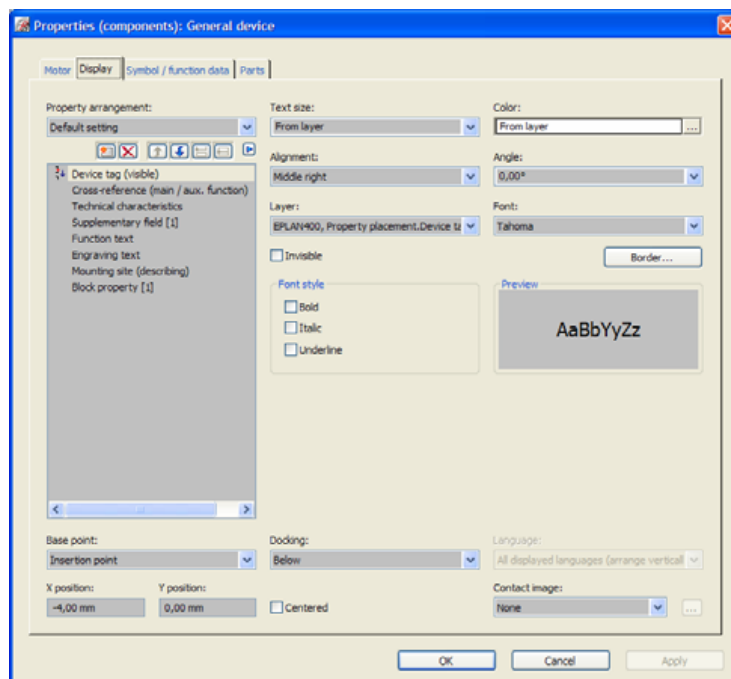 Properties (components): General device
Motor Display Symbol / function data Parts
Property arrangement:
Default setting
Device tag (visible)
Cross-reference (main / aux. function)
Technical characteristics
Supplementary field [1]
Function text
Engraving text
Mounting site (describing)
Block property [1]
Text size:
From layer
Color:
From layer
...
Alignment:
Middle right
Angle:
0,00°
Layer:
EPLAN400, Property placement.Device ta
Font:
Tahoma
Invisible
Border...
Font style
Bold
Italic
Underline
Preview
AaBbYyZz
Base point:
Insertion point
Docking:
Below
Language:
All displayed languages (arrange verticall
X position:
-4,00 mm
Y position:
0,00 mm
Centered
Contact image:
None
...
OK Cancel Apply